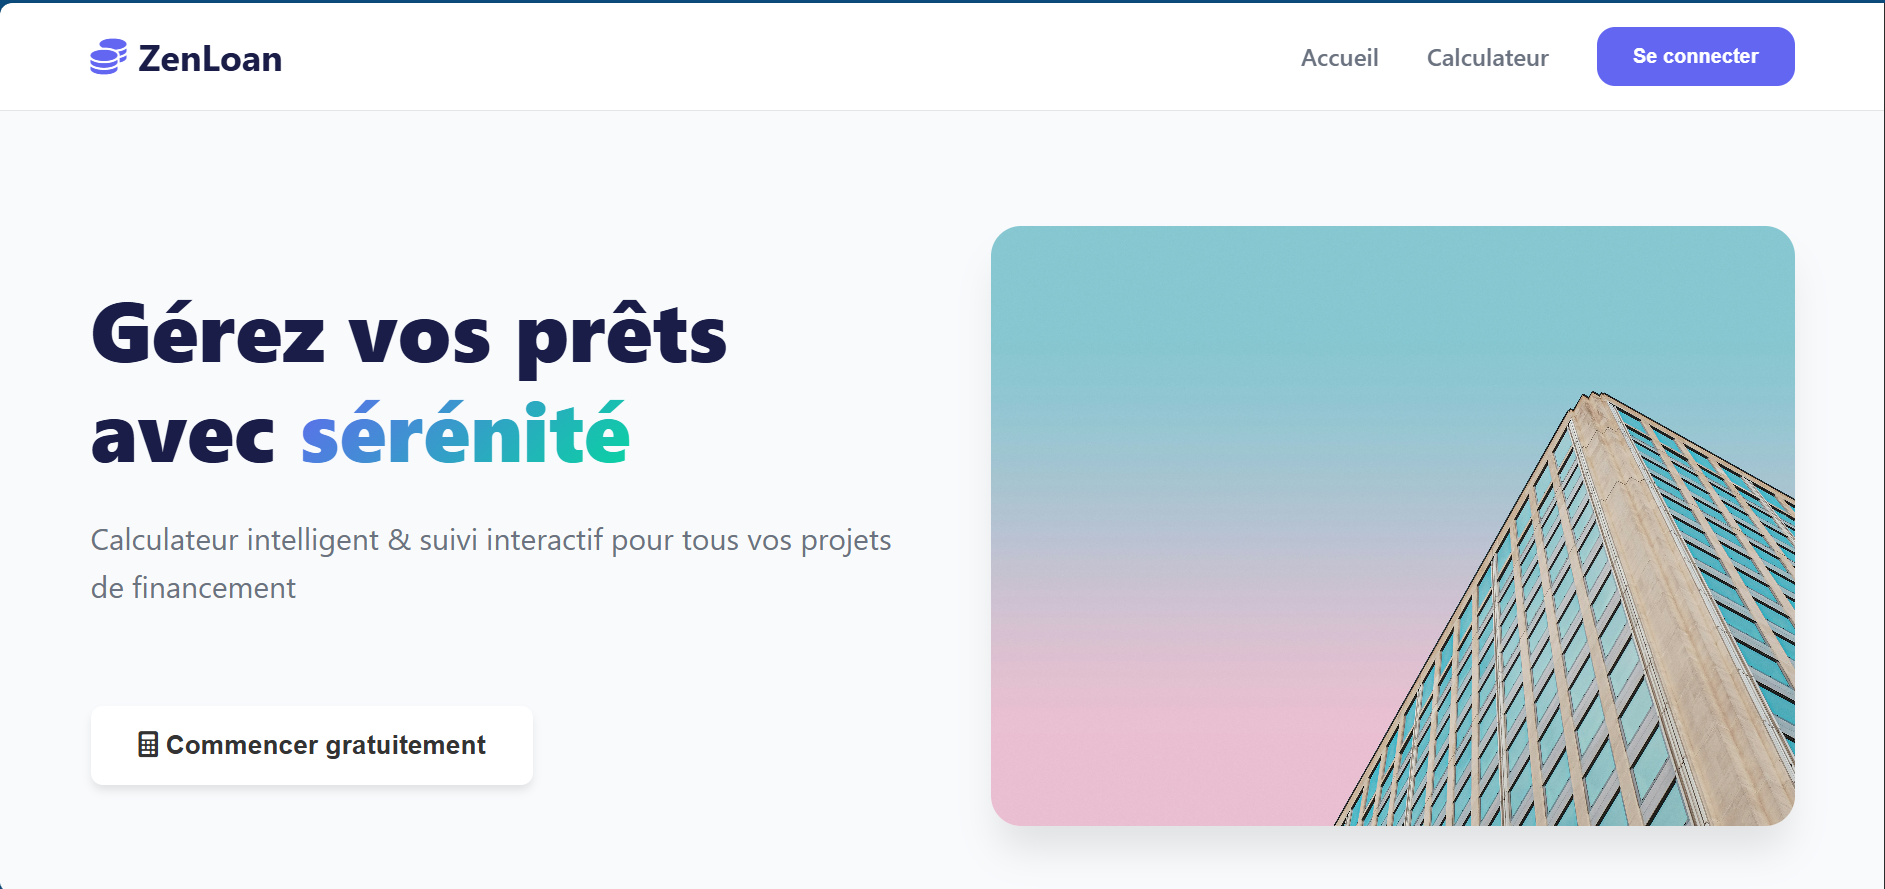 ZenLoan
Accueil
Calculateur
Se connecter
Gérez vos prêts
avec sérénité
Calculateur intelligent & suivi interactif pour tous vos projets
de financement
Commencer gratuitement